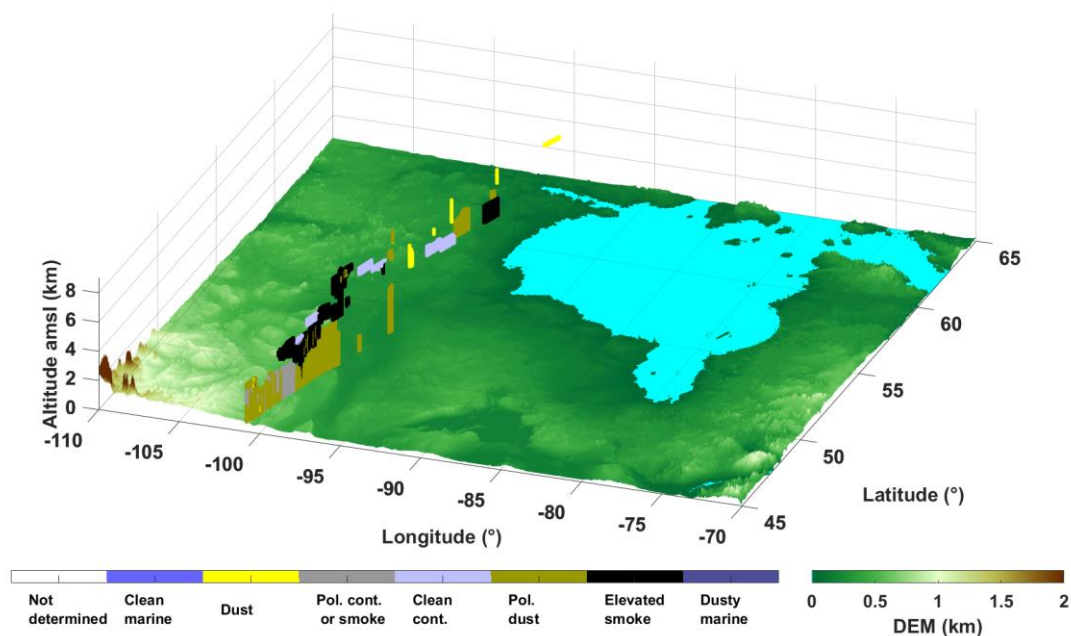 Altitude amsl (km)
8
6
4
2
0
-110
-105
-100
-95
-90
-85
-80
-75
-70
Longitude (°)
45
50
55
60
65
Latitude (°)
Not determined
Clean marine
Dust
Pol. cont. or smoke
Clean cont.
Pol. dust
Elevated smoke
Dusty marine
0 0.5 1 1.5 2
DEM (km)